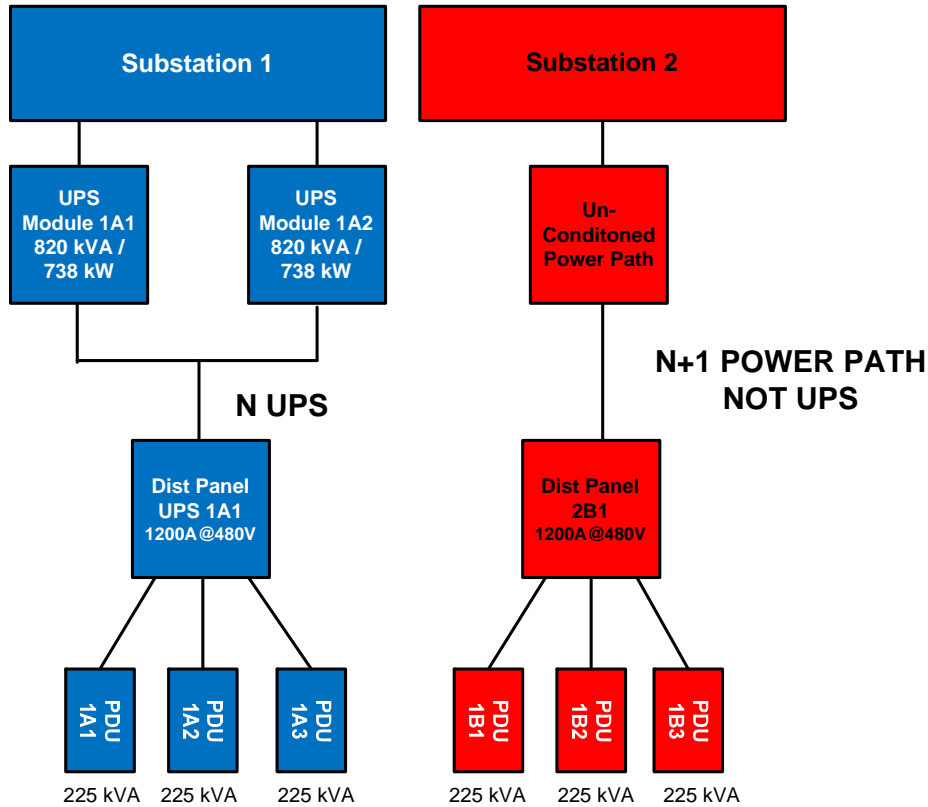 Substation 1
Substation 2
UPS
Module 1A1
820 kVA /
738 kW
UPS
Module 1A2
820 kVA /
738 kW
Un-
Conditoned
Power Path
N UPS
N+1 POWER PATH
NOT UPS
Dist Panel
UPS 1A1
1200A@480V
Dist Panel
2B1
1200A@480V
PDU
1A1
PDU
1A2
PDU
1A3
PDU
1B1
PDU
1B2
PDU
1B3
225 kVA
225 kVA
225 kVA
225 kVA
225 kVA
225 kVA